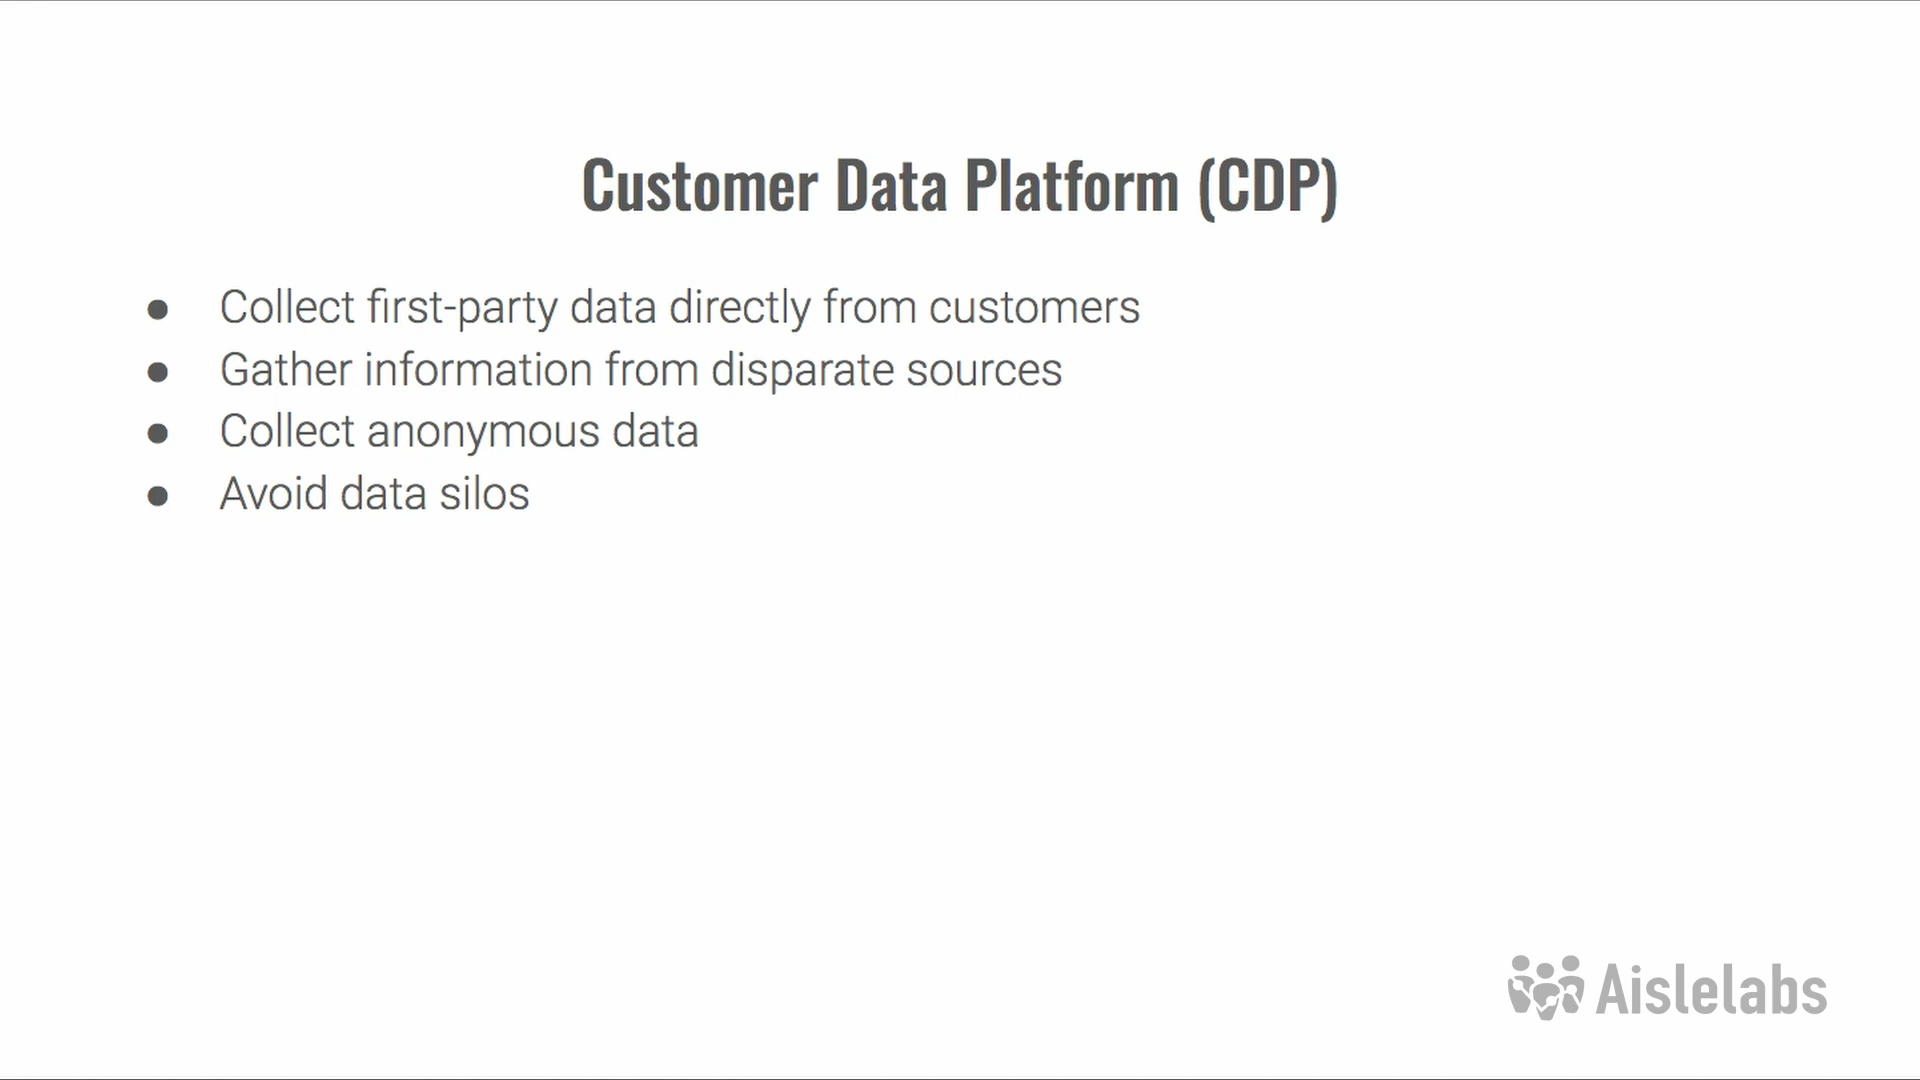 Customer Data Platform (CDP)
● Collect first-party data directly from customers
● Gather information from disparate sources
● Collect anonymous data
● Avoid data silos
Aislelabs